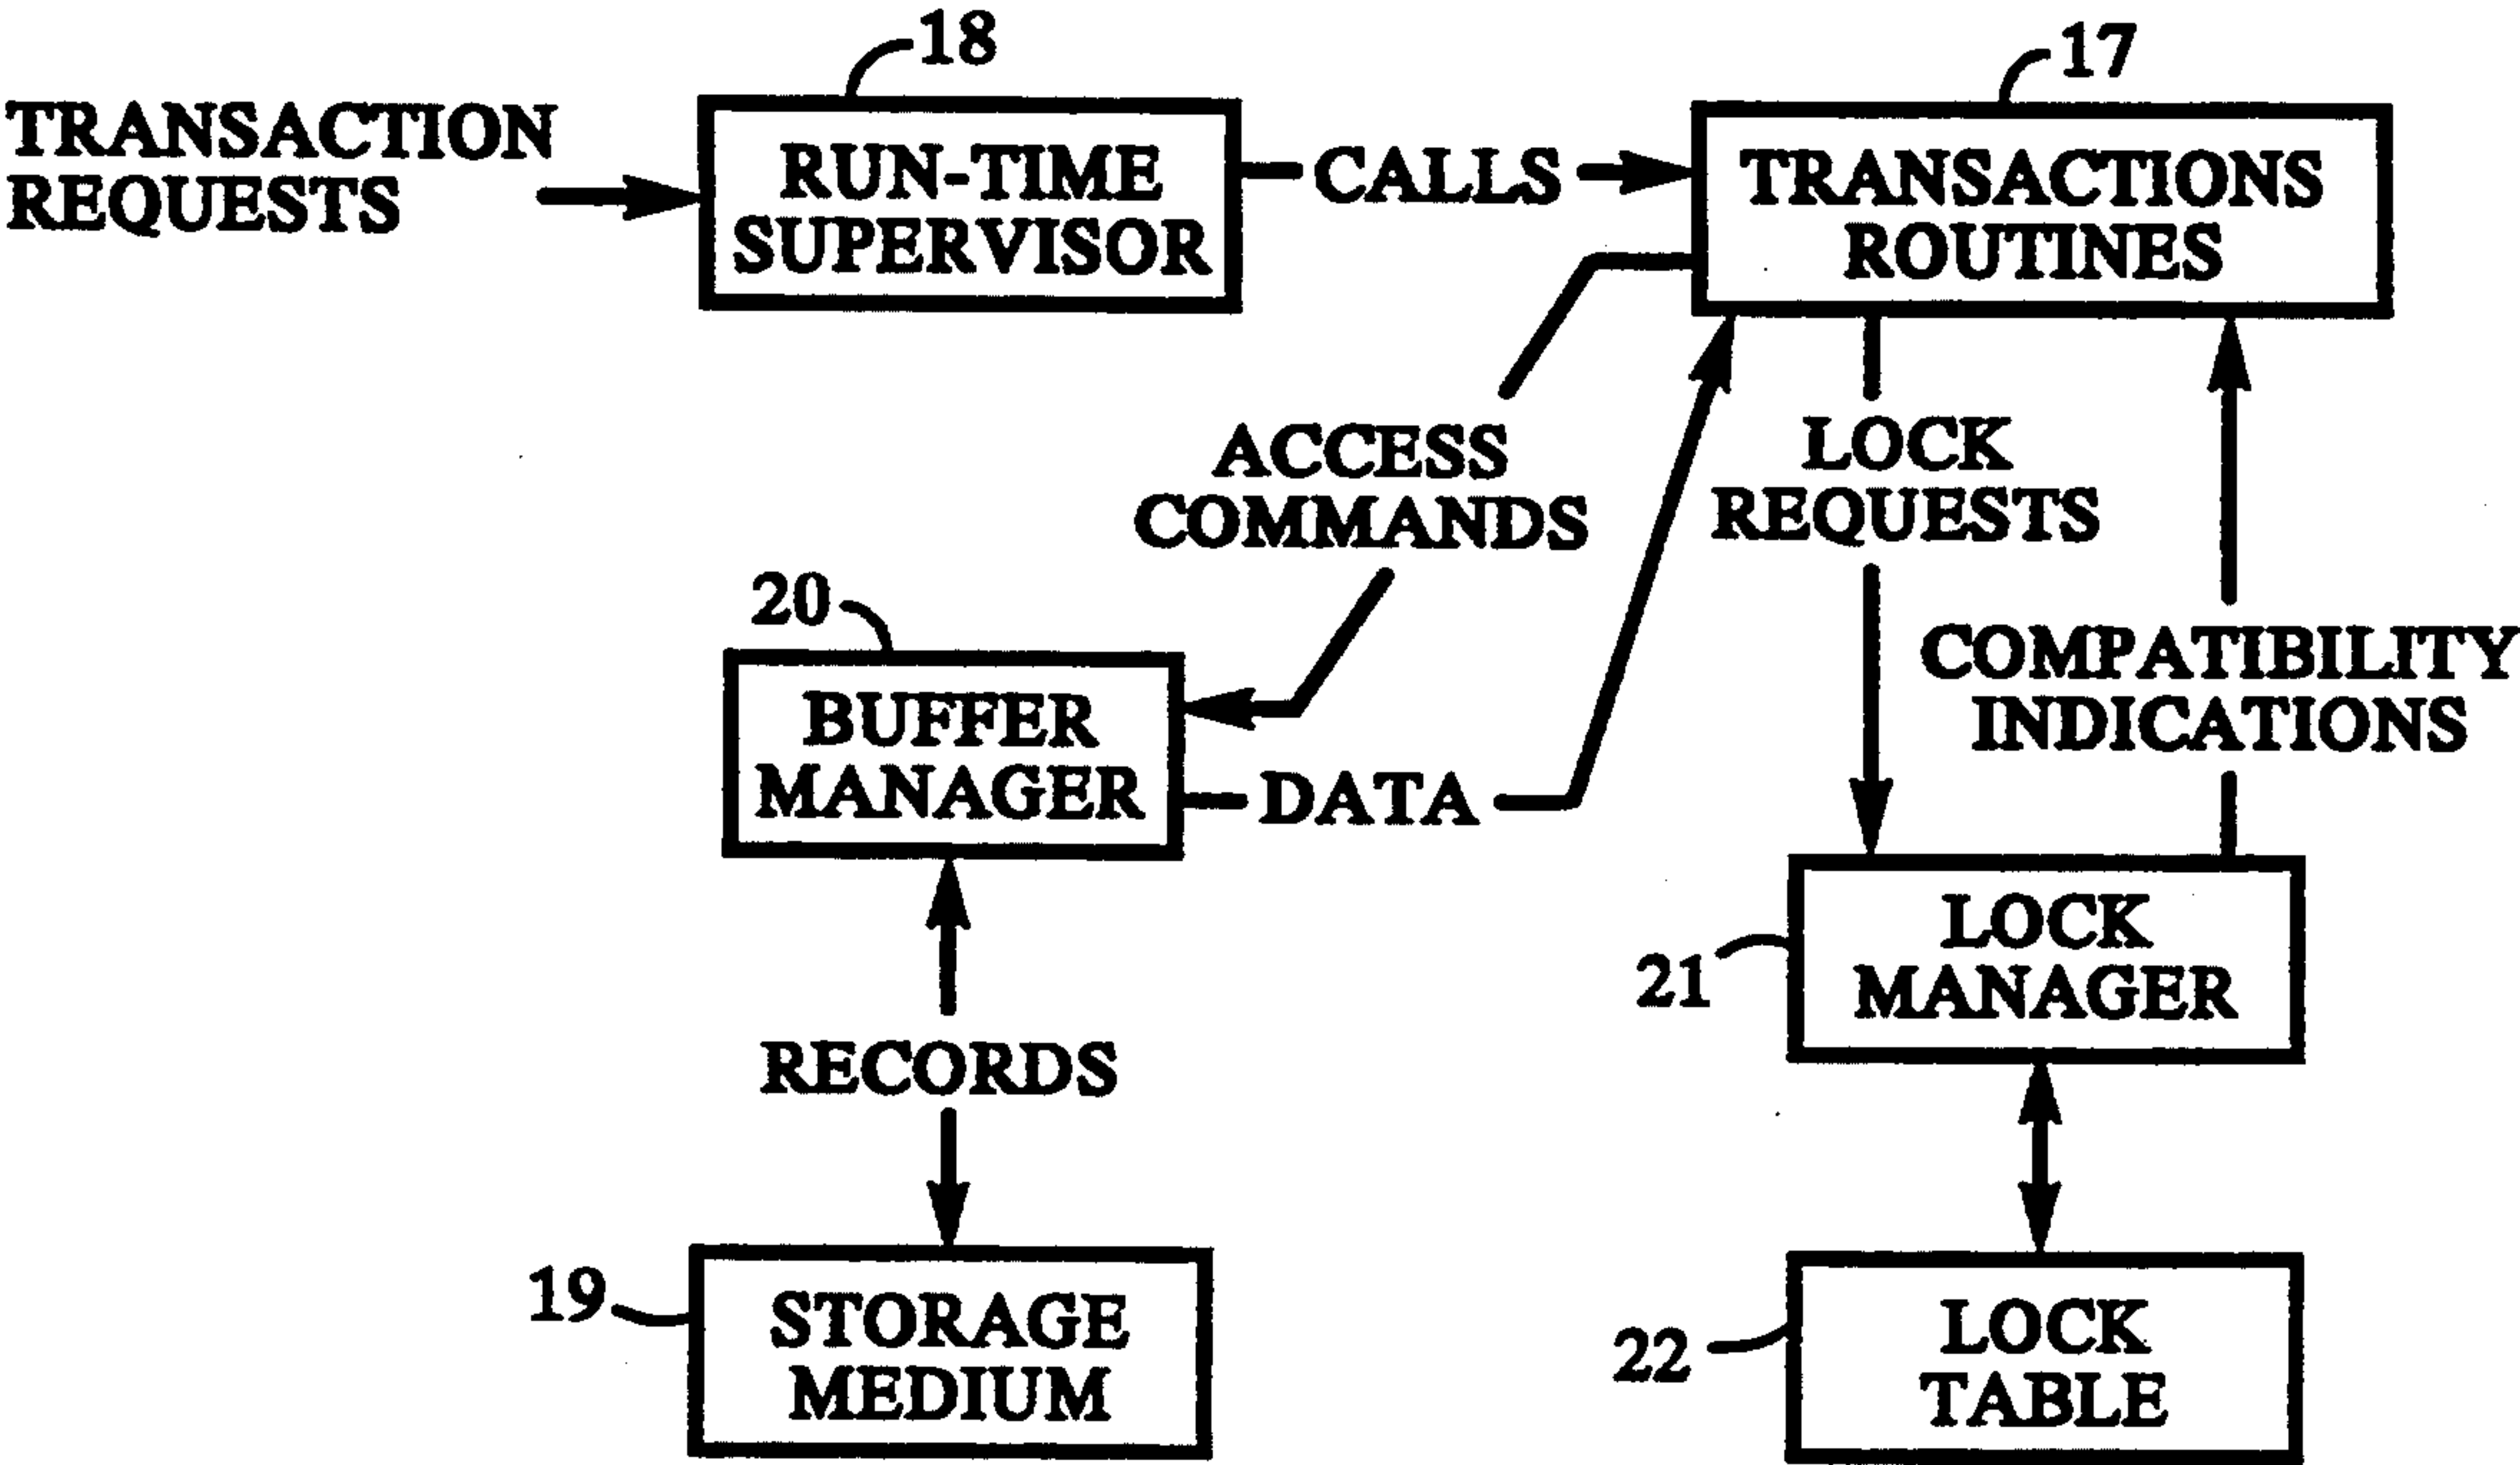 18
17
TRANSACTION
REQUESTS
RUN-TIME
SUPERVISOR
CALLS
TRANSACTIONS
ROUTINES
ACCESS
COMMANDS
LOCK
REQUESTS
20
COMPATIBILITY
INDICATIONS
BUFFER
MANAGER
DATA
21
LOCK
MANAGER
RECORDS
19
STORAGE
MEDIUM
22
LOCK
TABLE